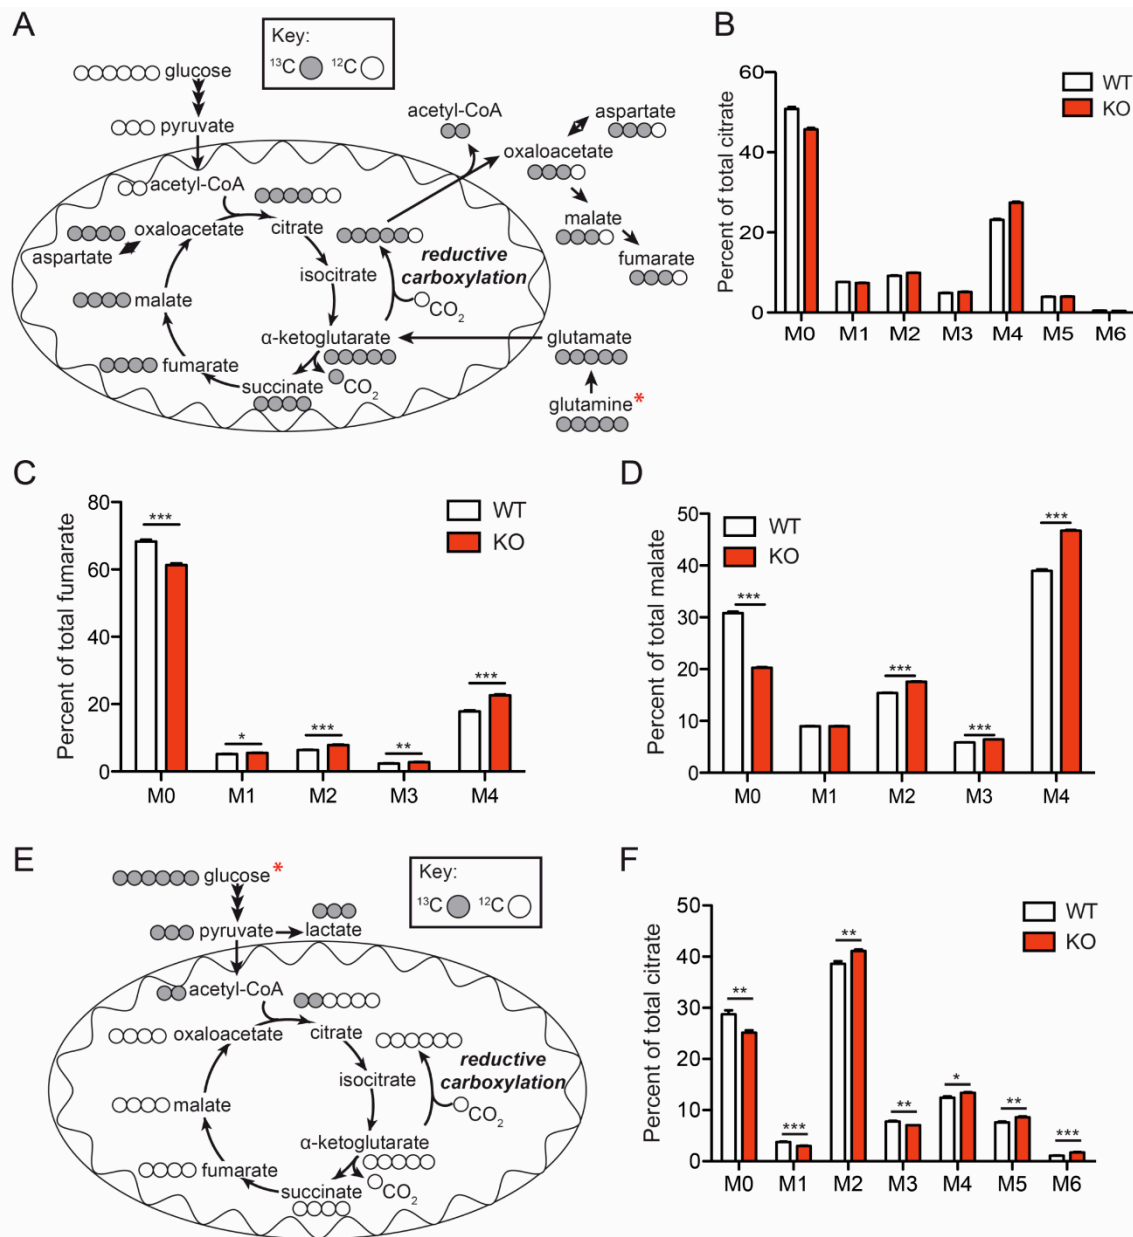 A
Key:
13C 12C
glucose
pyruvate
acetyl-CoA
oxaloacetate
citrate
aspartate
isocitrate
malate
reductive
carboxylation
CO2
α-ketoglutarate
fumarate
succinate
CO2
glutamate
glutamine*
acetyl-CoA
aspartate
oxaloacetate
malate
fumarate
B
Percent of total citrate
60
40
20
0
M0 M1 M2 M3 M4 M5 M6
WT
KO
C
Percent of total fumarate
80
60
40
20
0
*** * *** ** ***
M0 M1 M2 M3 M4
WT
KO
D
Percent of total malate
50
40
30
20
10
0
*** *** *** ***
M0 M1 M2 M3 M4
WT
KO
E
Key:
13C 12C
glucose *
pyruvate
lactate
acetyl-CoA
oxaloacetate
citrate
isocitrate
malate
reductive
carboxylation
CO2
α-ketoglutarate
fumarate
succinate
CO2
F
Percent of total citrate
50
40
30
20
10
0
** *** ** ** * ** ***
M0 M1 M2 M3 M4 M5 M6
WT
KO